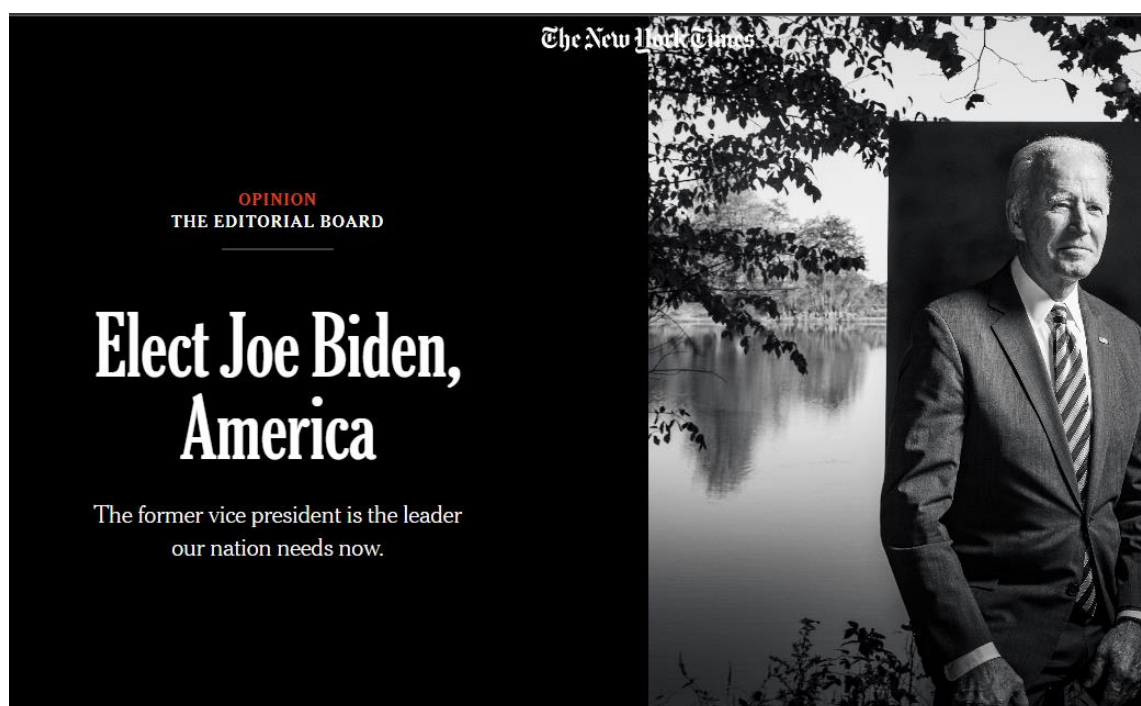 The New York Times
OPINION
THE EDITORIAL BOARD
Elect Joe Biden,
America
The former vice president is the leader
our nation needs now.